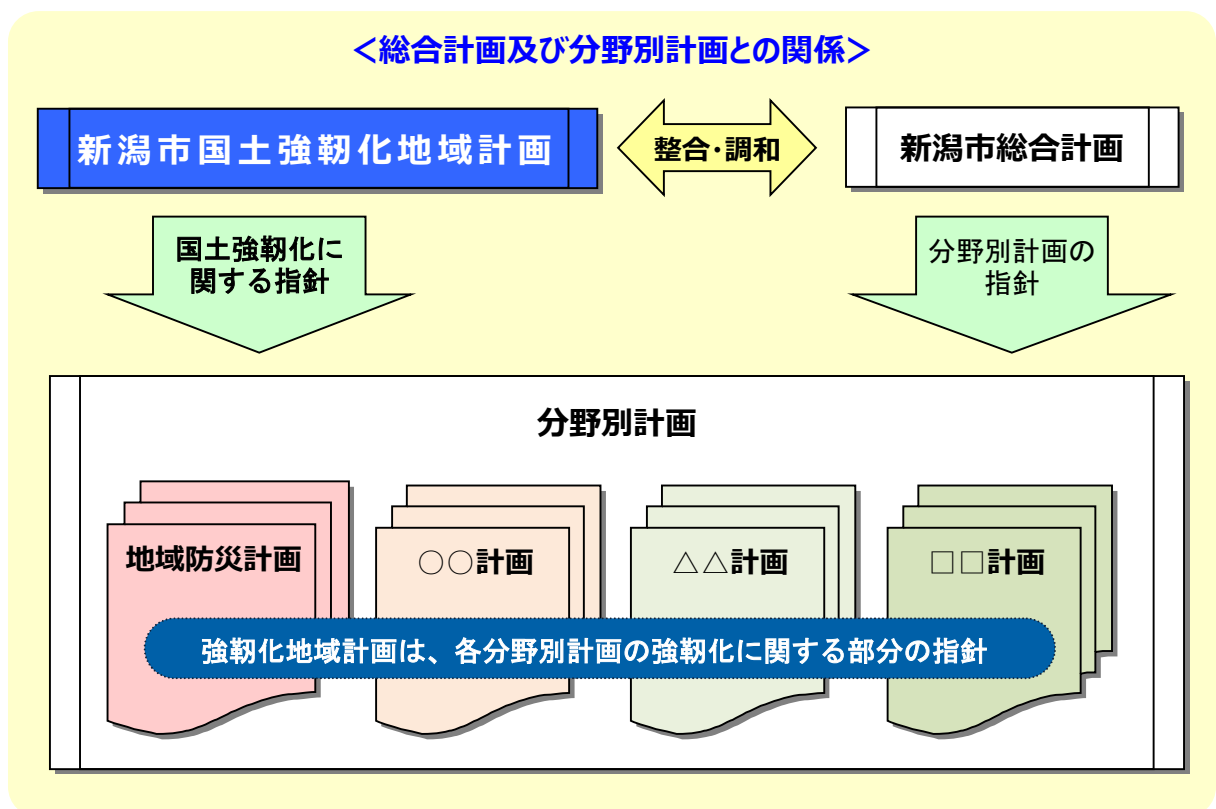 ＜総合計画及び分野別計画との関係＞
新潟市国土強靭化地域計画
整合･調和
新潟市総合計画
国土強靭化に
関する指針
分野別計画の
指針
分野別計画
地域防災計画
○○計画
△△計画
□□計画
強靭化地域計画は、各分野別計画の強靭化に関する部分の指針